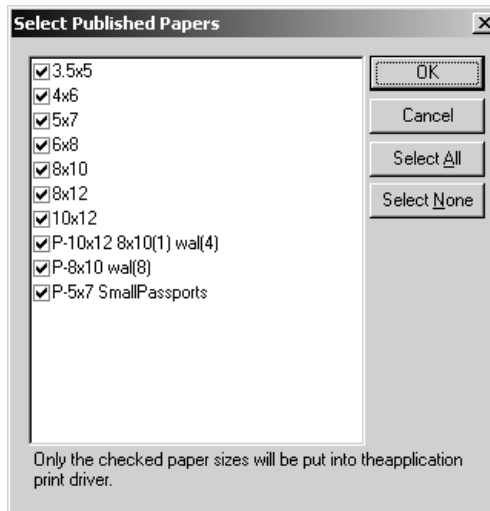 Select Published Papers
3.5x5
4x6
5x7
6x8
8x10
8x12
10x12
P-10x12 8x10(1) wal(4)
P-8x10 wal(8)
P-5x7 SmallPassports
OK
Cancel
Select All
Select None
Only the checked paper sizes will be put into theapplication
print driver.